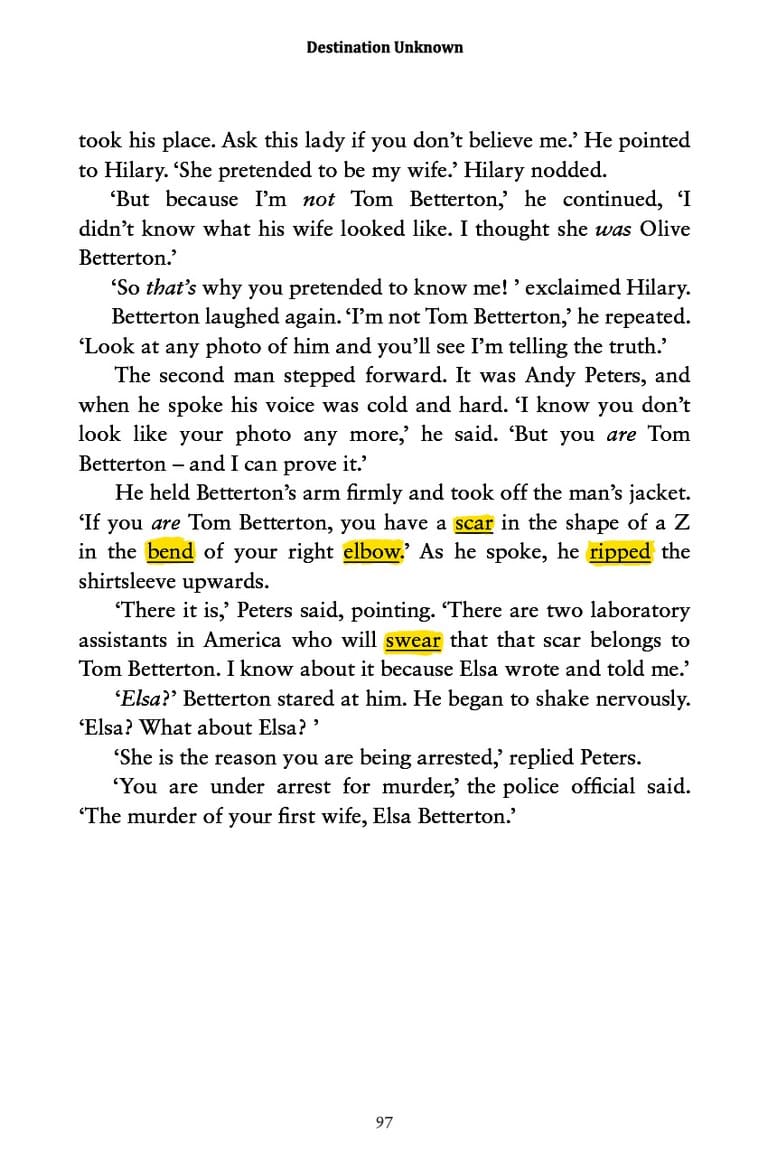 Destination Unknown
took his place. Ask this lady if you don’t believe me.’ He pointed
to Hilary. ‘She pretended to be my wife.’ Hilary nodded.
‘But because I’m not Tom Betterton,’ he continued, ‘I
didn’t know what his wife looked like. I thought she was Olive
Betterton.’
‘So that’s why you pretended to know me! ’ exclaimed Hilary.
Betterton laughed again. ‘I’m not Tom Betterton,’ he repeated.
‘Look at any photo of him and you’ll see I’m telling the truth.’
The second man stepped forward. It was Andy Peters, and
when he spoke his voice was cold and hard. ‘I know you don’t
look like your photo any more,’ he said. ‘But you are Tom
Betterton – and I can prove it.’
He held Betterton’s arm firmly and took off the man’s jacket.
‘If you are Tom Betterton, you have a scar in the shape of a Z
in the bend of your right elbow.’ As he spoke, he ripped the
shirtsleeve upwards.
‘There it is,’ Peters said, pointing. ‘There are two laboratory
assistants in America who will swear that that scar belongs to
Tom Betterton. I know about it because Elsa wrote and told me.’
‘Elsa?’ Betterton stared at him. He began to shake nervously.
‘Elsa? What about Elsa? ’
‘She is the reason you are being arrested,’ replied Peters.
‘You are under arrest for murder,’ the police official said.
‘The murder of your first wife, Elsa Betterton.’
97